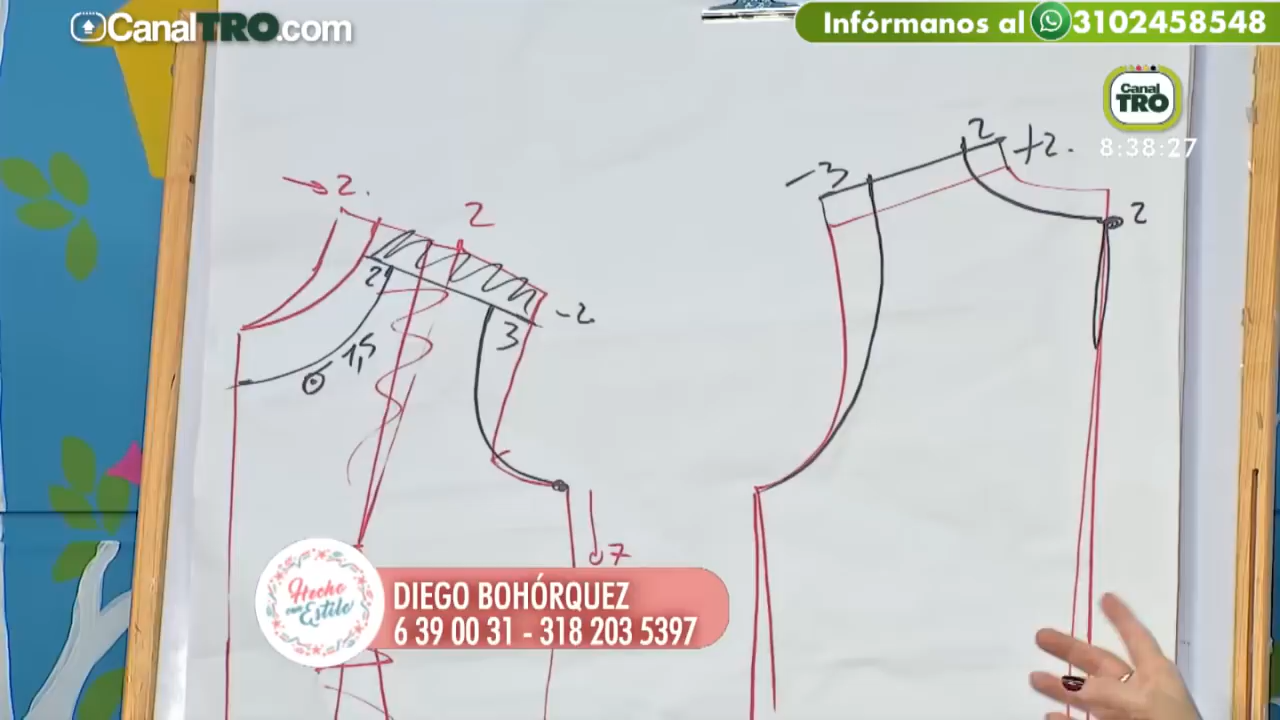 CanalTRO.com
Infórmanos al 3102458548
Canal
TRO
8:38:27
→2.
2
2
1,5
3
-2
7
-3
2
+2.
2
Hecho
con
Estilo
DIEGO BOHÓRQUEZ
6 39 00 31 - 318 203 5397